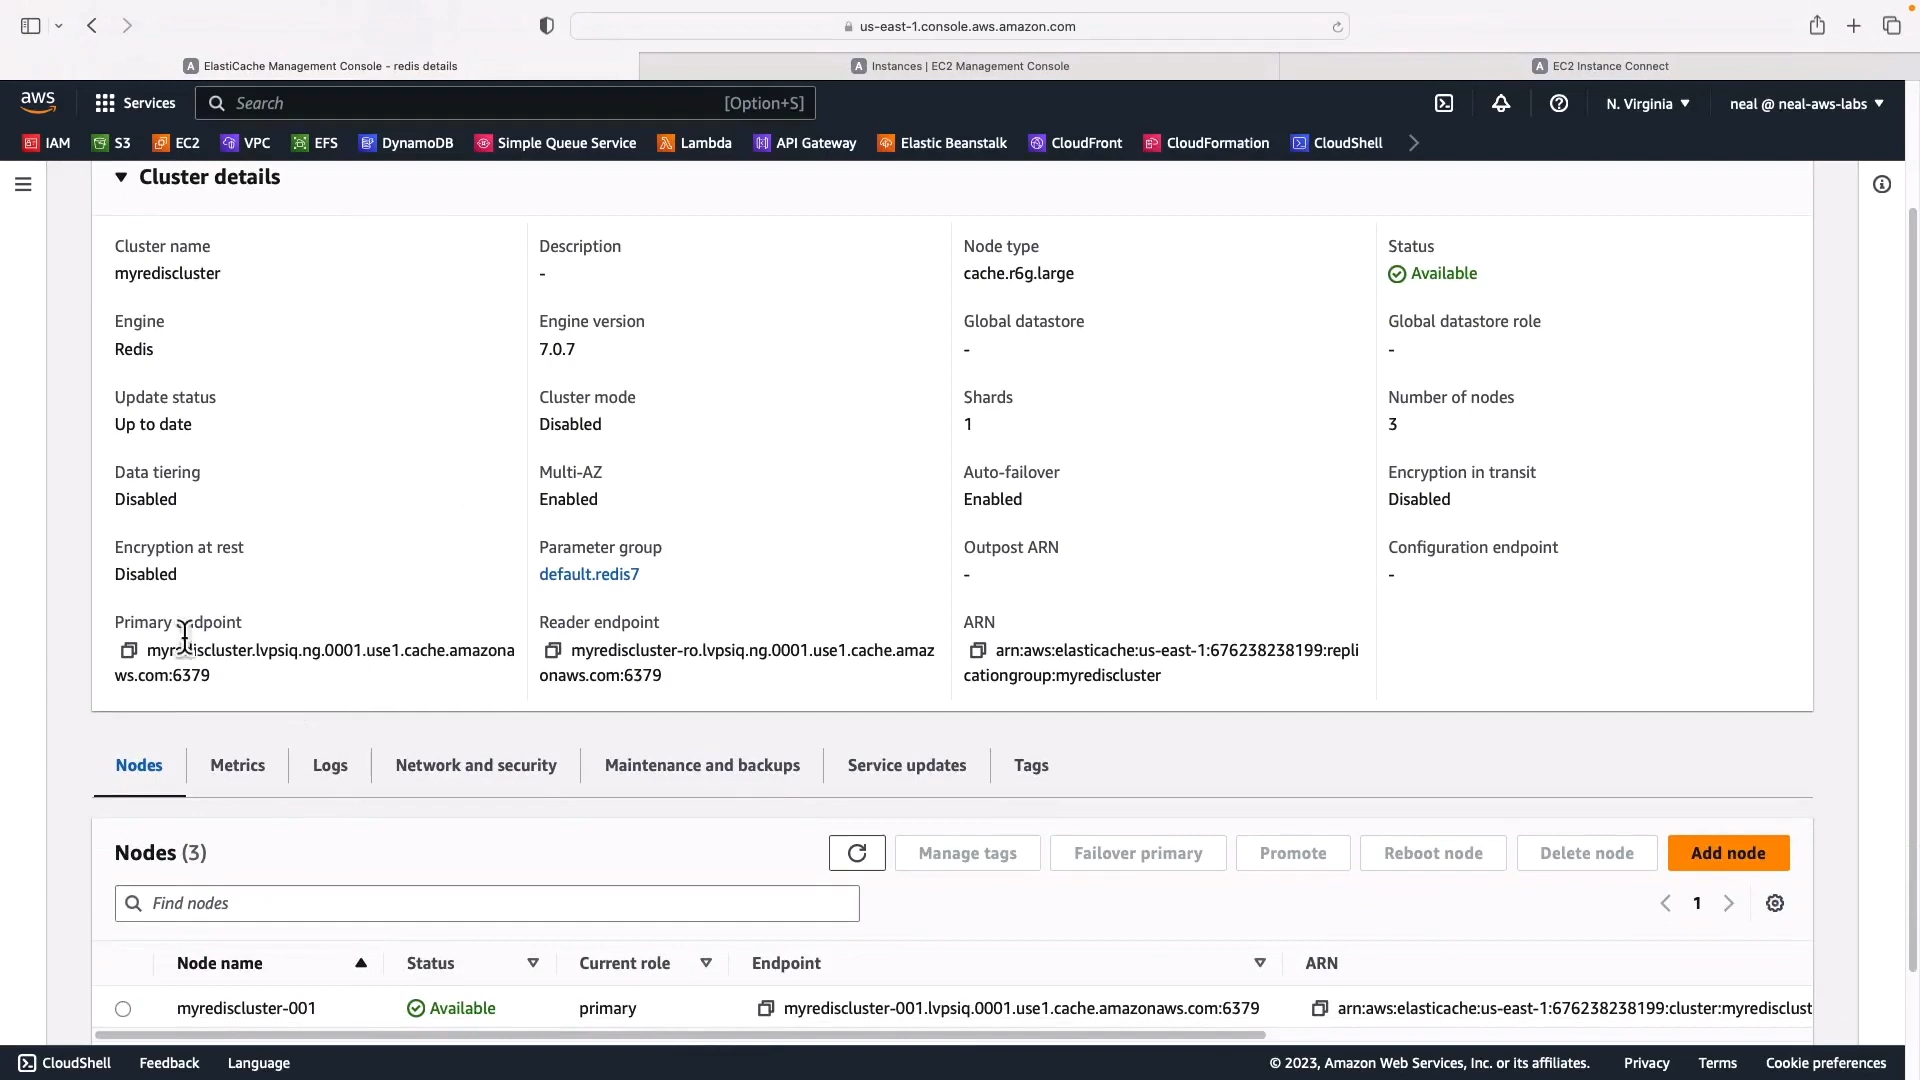 us-east-1.console.aws.amazon.com
ElastiCache Management Console - redis details
Instances | EC2 Management Console
EC2 Instance Connect
aws
Services
Search
[Option+S]
N. Virginia
neal @ neal-aws-labs
IAM
S3
EC2
VPC
EFS
DynamoDB
Simple Queue Service
Lambda
API Gateway
Elastic Beanstalk
CloudFront
CloudFormation
CloudShell
Cluster details
Cluster name
myrediscluster
Description
-
Node type
cache.r6g.large
Status
Available
Engine
Redis
Engine version
7.0.7
Global datastore
-
Global datastore role
-
Update status
Up to date
Cluster mode
Disabled
Shards
1
Number of nodes
3
Data tiering
Disabled
Multi-AZ
Enabled
Auto-failover
Enabled
Encryption in transit
Disabled
Encryption at rest
Disabled
Parameter group
default.redis7
Outpost ARN
-
Configuration endpoint
-
Primary endpoint
myrediscluster.lvpsiq.ng.0001.use1.cache.amazona
ws.com:6379
Reader endpoint
myrediscluster-ro.lvpsiq.ng.0001.use1.cache.amaz
onaws.com:6379
ARN
arn:aws:elasticache:us-east-1:676238238199:repli
cationgroup:myrediscluster
Nodes
Metrics
Logs
Network and security
Maintenance and backups
Service updates
Tags
Nodes (3)
Manage tags
Failover primary
Promote
Reboot node
Delete node
Add node
Find nodes
1
Node name
Status
Current role
Endpoint
ARN
myrediscluster-001
Available
primary
myrediscluster-001.lvpsiq.0001.use1.cache.amazonaws.com:6379
arn:aws:elasticache:us-east-1:676238238199:cluster:myredisclust
CloudShell
Feedback
Language
© 2023, Amazon Web Services, Inc. or its affiliates.
Privacy
Terms
Cookie preferences